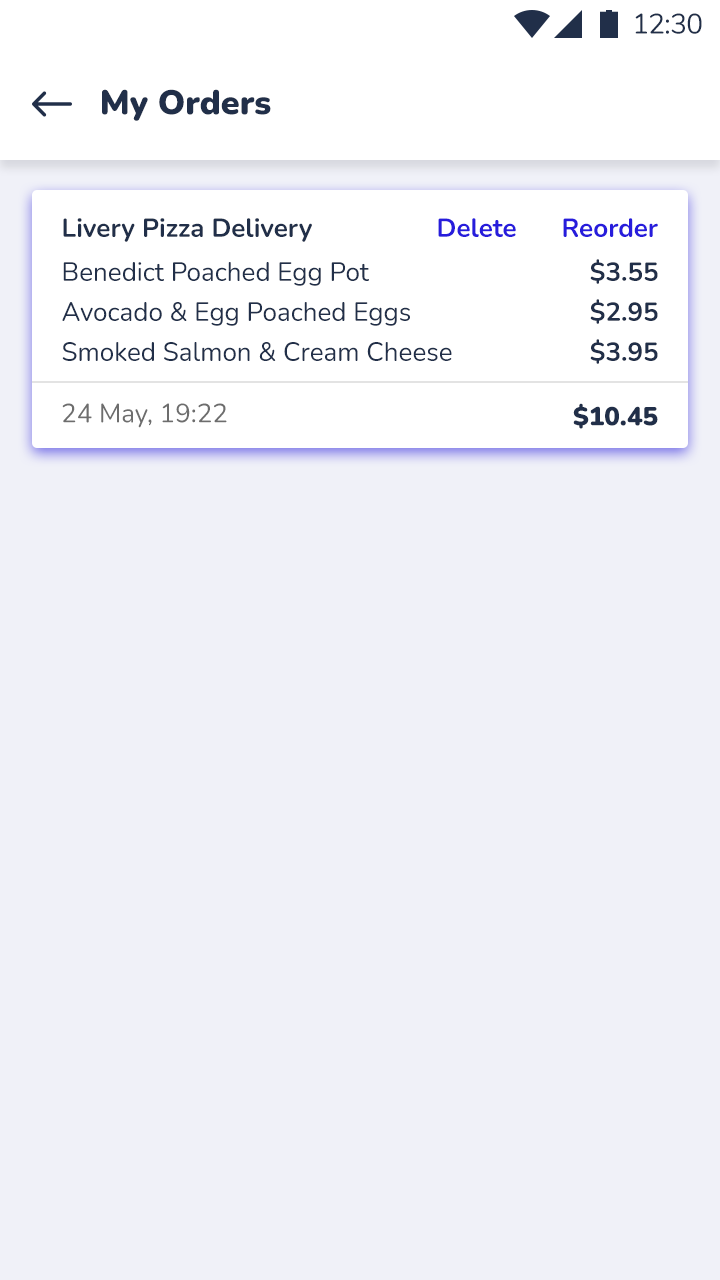 12:30
My Orders
Livery Pizza Delivery Delete Reorder
Benedict Poached Egg Pot $3.55
Avocado & Egg Poached Eggs $2.95
Smoked Salmon & Cream Cheese $3.95
24 May, 19:22 $10.45